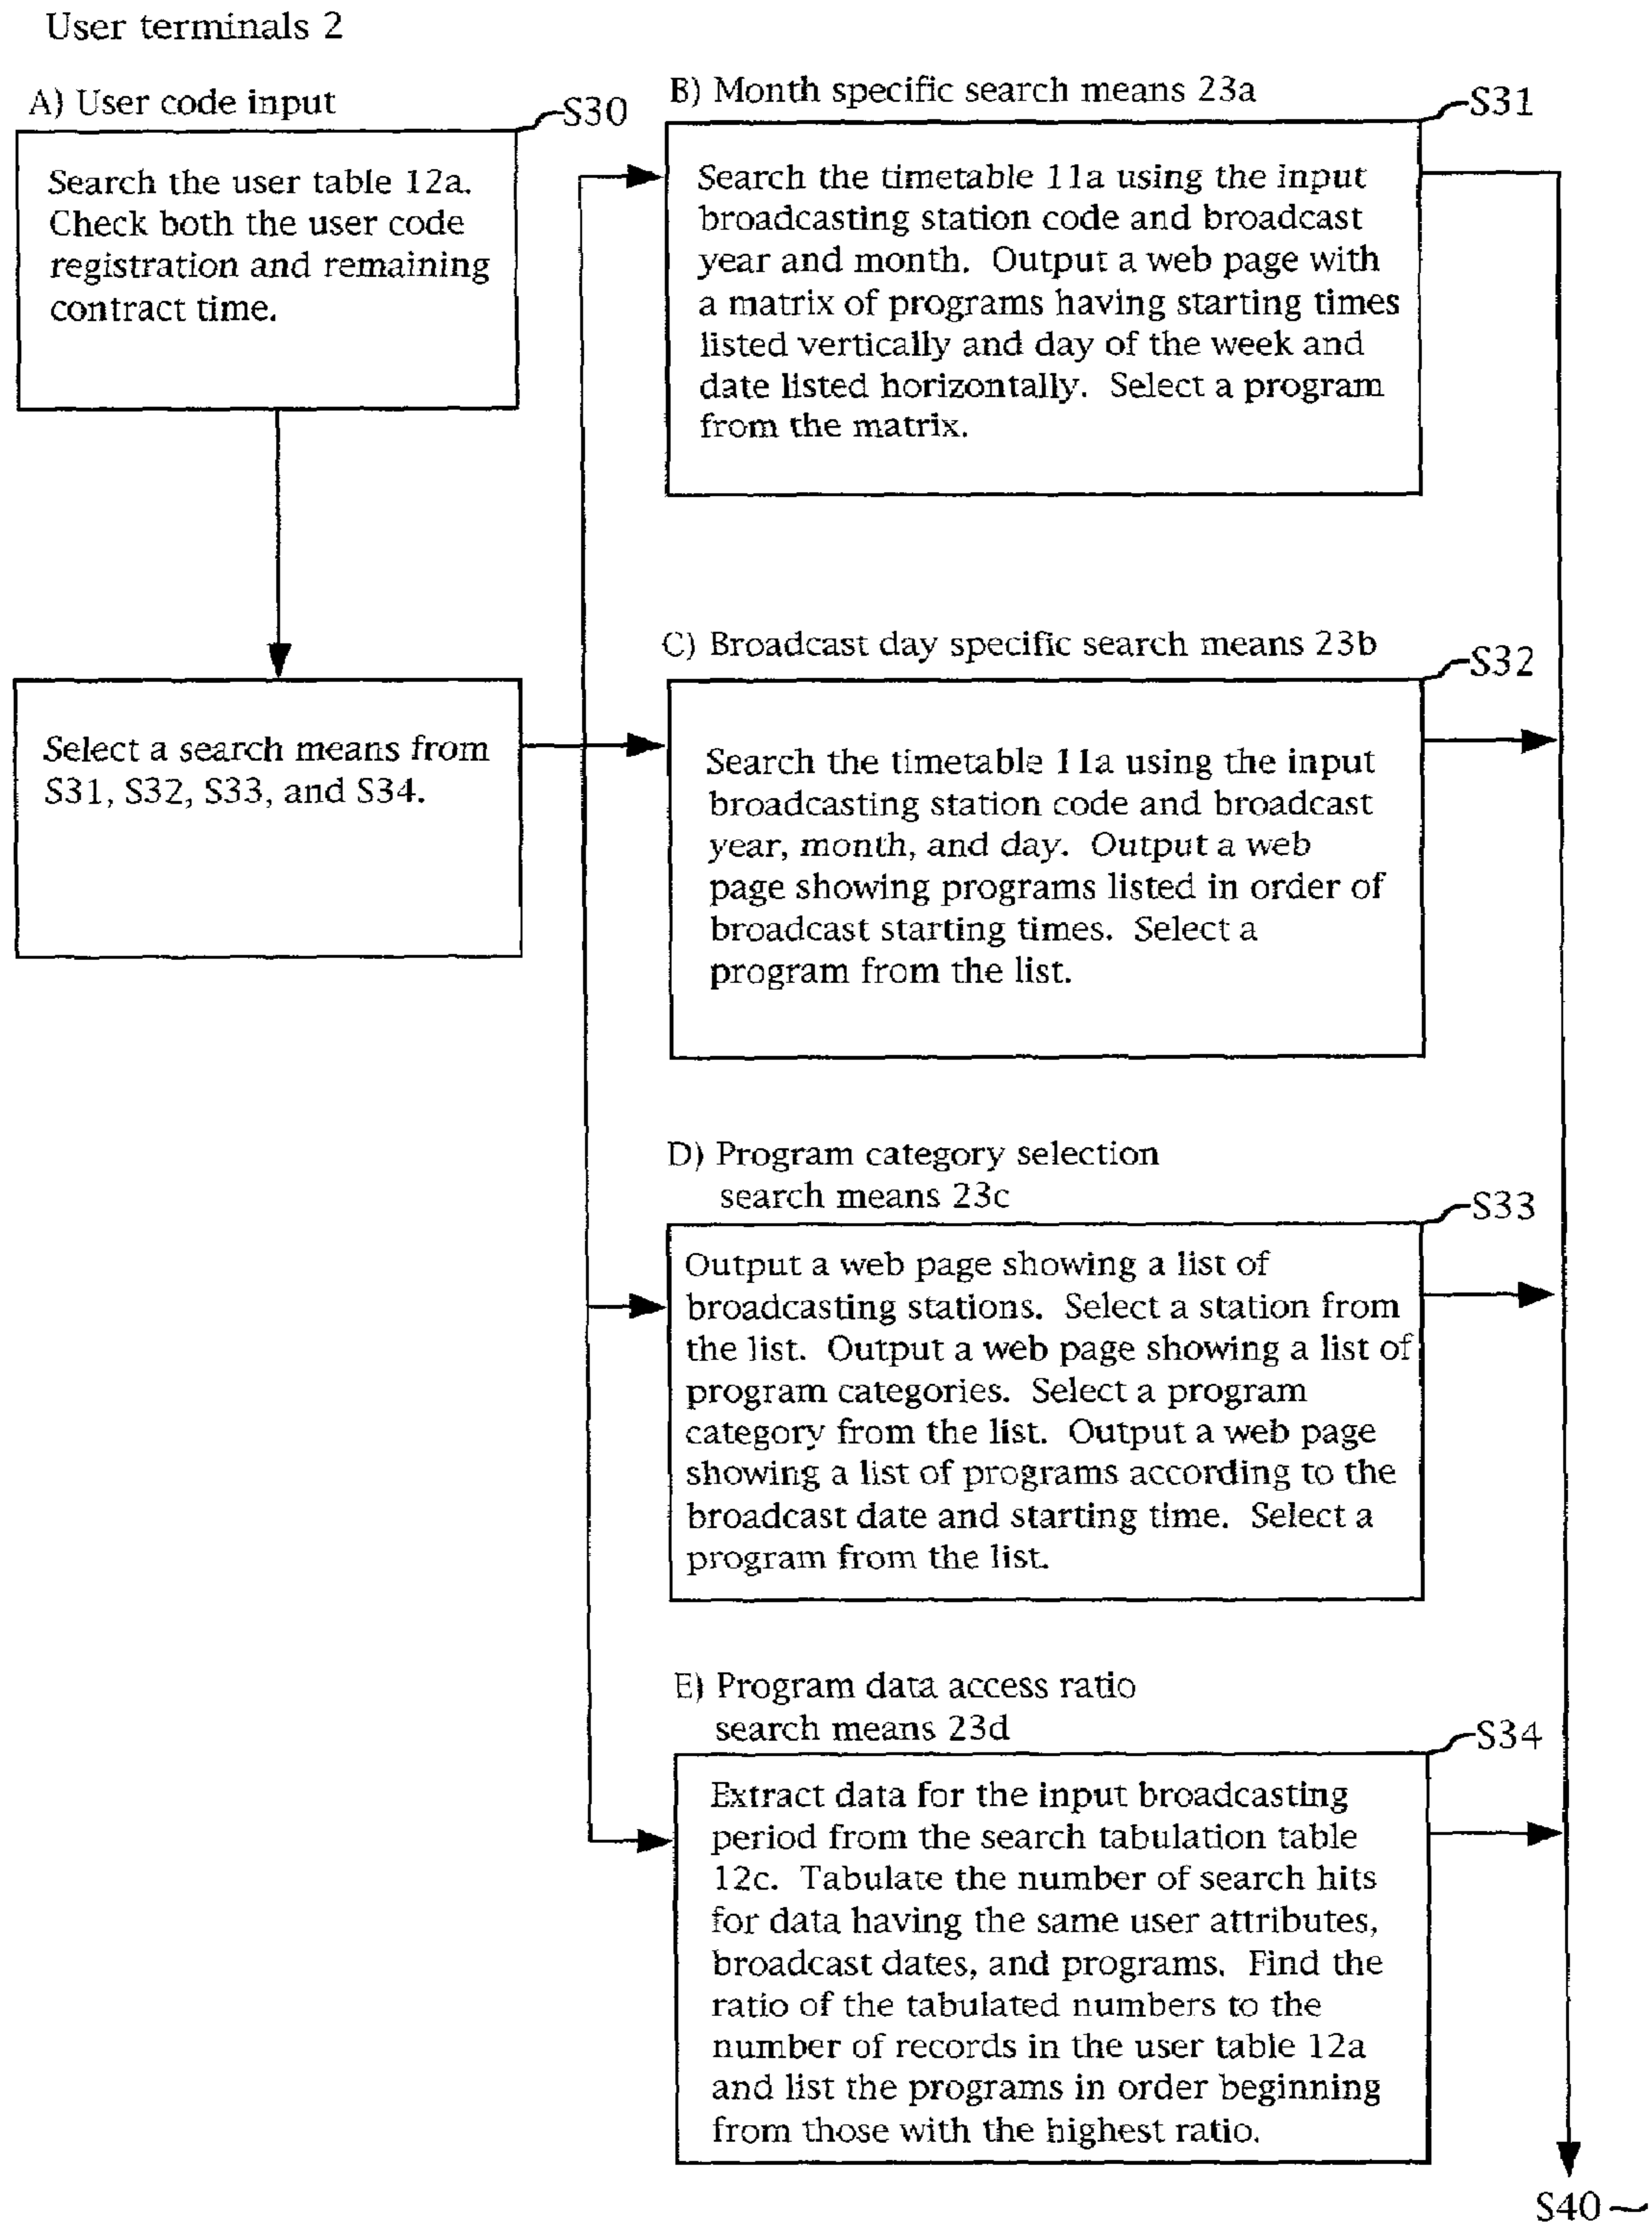 User terminals 2
A) User code input
S30
Search the user table 12a.
Check both the user code
registration and remaining
contract time.
Select a search means from
S31, S32, S33, and S34.
B) Month specific search means 23a
S31
Search the timetable 11a using the input
broadcasting station code and broadcast
year and month. Output a web page with
a matrix of programs having starting times
listed vertically and day of the week and
date listed horizontally. Select a program
from the matrix.
C) Broadcast day specific search means 23b
S32
Search the timetable 11a using the input
broadcasting station code and broadcast
year, month, and day. Output a web
page showing programs listed in order of
broadcast starting times. Select a
program from the list.
D) Program category selection
search means 23c
S33
Output a web page showing a list of
broadcasting stations. Select a station from
the list. Output a web page showing a list of
program categories. Select a program
category from the list. Output a web page
showing a list of programs according to the
broadcast date and starting time. Select a
program from the list.
E) Program data access ratio
search means 23d
S34
Extract data for the input broadcasting
period from the search tabulation table
12c. Tabulate the number of search hits
for data having the same user attributes,
broadcast dates, and programs. Find the
ratio of the tabulated numbers to the
number of records in the user table 12a
and list the programs in order beginning
from those with the highest ratio.
S40~